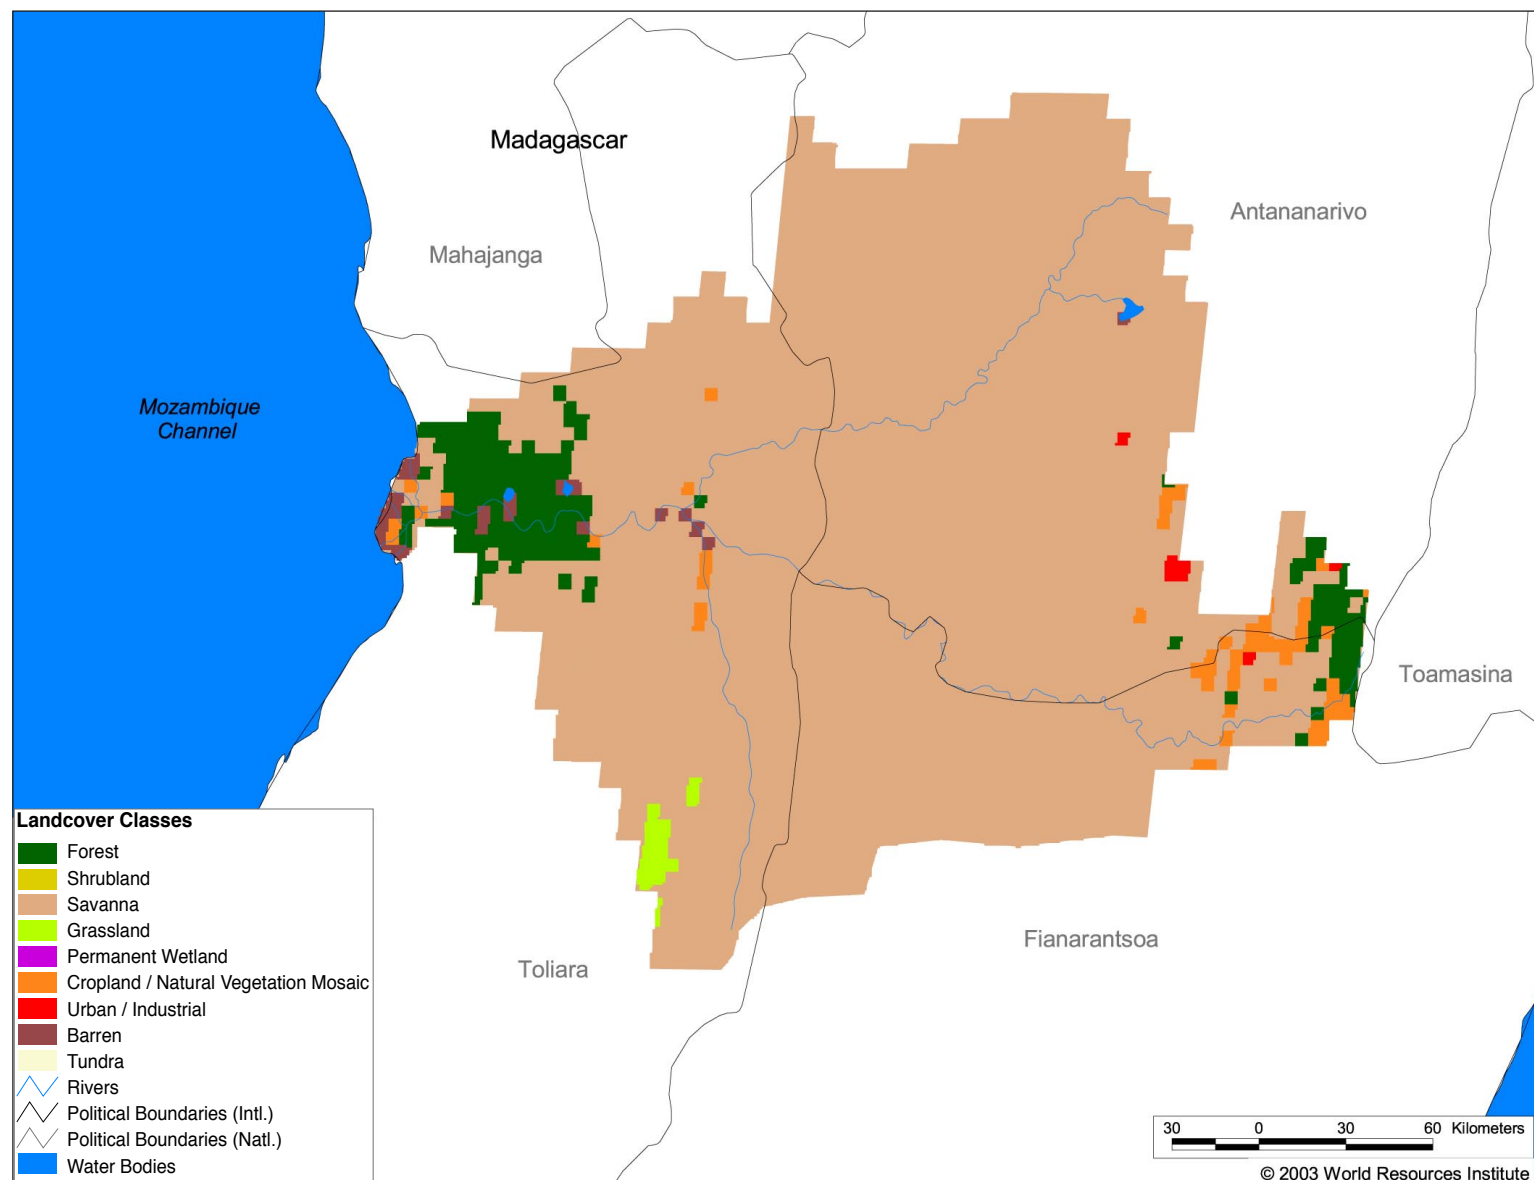 Madagascar
Antananarivo
Mahajanga
Mozambique
Channel
Toamasina
Fianarantsoa
Toliara
Landcover Classes
Forest
Shrubland
Savanna
Grassland
Permanent Wetland
Cropland / Natural Vegetation Mosaic
Urban / Industrial
Barren
Tundra
Rivers
Political Boundaries (Intl.)
Political Boundaries (Natl.)
Water Bodies
30 0 30 60 Kilometers
© 2003 World Resources Institute